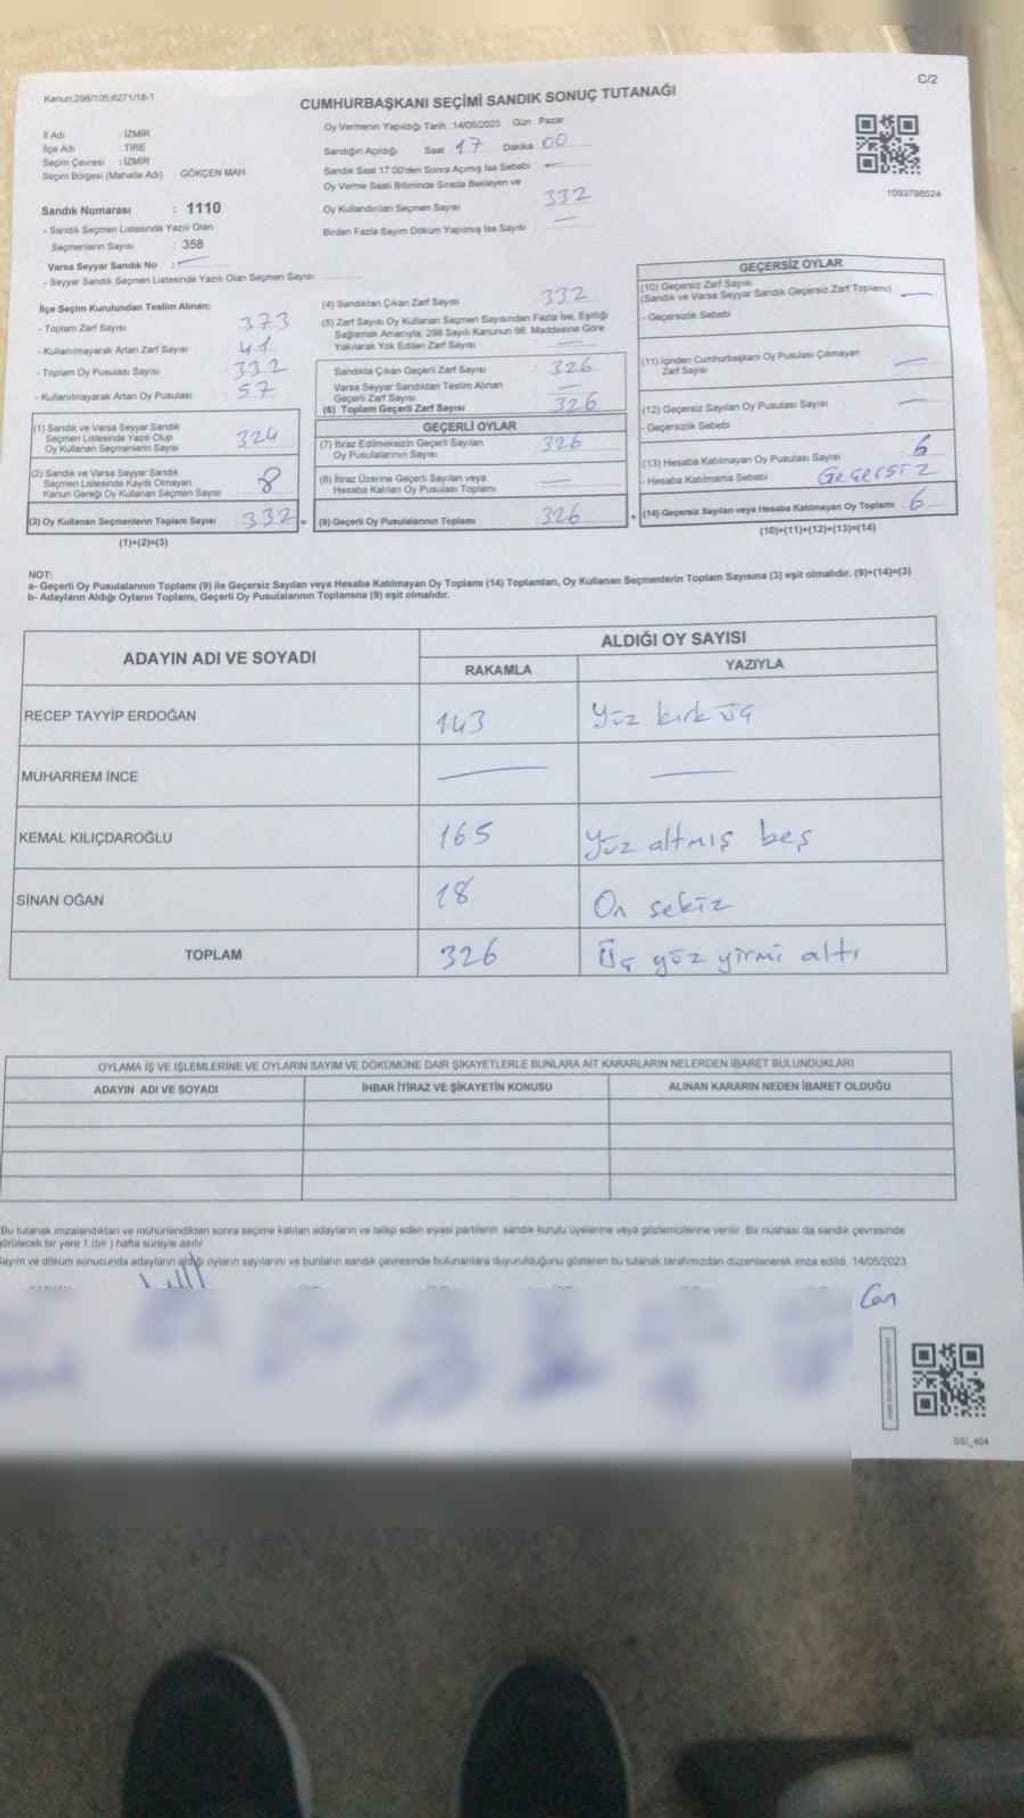 Kanun:298/105,6271/18-1
C/2
CUMHURBAŞKANI SEÇİMİ SANDIK SONUÇ TUTANAĞI
İl Adı : İZMİR
İlçe Adı : TİRE
Seçim Çevresi : İZMİR
Seçim Bölgesi (Mahalle Adı) GÖKÇEN MAH
Sandık Numarası : 1110
- Sandık Seçmen Listesinde Yazılı Olan
Seçmenlerin Sayısı : 358
Varsa Seyyar Sandık No : —
- Seyyar Sandık Seçmen Listesinde Yazılı Olan Seçmen Sayısı
Oy Vermenin Yapıldığı Tarih: 14/05/2023 Gün: Pazar
Sandığın Açıldığı Saat 17 Dakika 00
Sandık Saat 17.00'den Sonra Açılmış İse Sebebi —
Oy Verme Saati Bitiminde Sırada Bekleyen ve
Oy Kullandırılan Seçmen Sayısı 332
Birden Fazla Sayım Döküm Yapılmış İse Sayısı —
1093798524
İlçe Seçim Kurulundan Teslim Alınan:
- Toplam Zarf Sayısı 373
- Kullanılmayarak Artan Zarf Sayısı 41
- Toplam Oy Pusulası Sayısı 332
- Kullanılmayarak Artan Oy Pusulası 57
(1) Sandık ve Varsa Seyyar Sandık
Seçmen Listesinde Yazılı Olup
Oy Kullanan Seçmenlerin Sayısı 324
(2) Sandık ve Varsa Seyyar Sandık
Seçmen Listesinde Kayıtlı Olmayan
Kanun Gereği Oy Kullanan Seçmen Sayısı 8
(3) Oy Kullanan Seçmenlerin Toplam Sayısı 332
(1)+(2)=(3)
(4) Sandıktan Çıkan Zarf Sayısı 332
(5) Zarf Sayısı Oy Kullanan Seçmen Sayısından Fazla İse, Eşitliği
Sağlamak Amacıyla, 298 Sayılı Kanunun 98. Maddesine Göre
Yakılarak Yok Edilen Zarf Sayısı —
Sandıkta Çıkan Geçerli Zarf Sayısı 326
Varsa Seyyar Sandıktan Teslim Alınan
Geçerli Zarf Sayısı —
(6) Toplam Geçerli Zarf Sayısı 326
GEÇERLİ OYLAR
(7) İtiraz Edilmeksizin Geçerli Sayılan
Oy Pusulalarının Sayısı 326
(8) İtiraz Üzerine Geçerli Sayılan veya
Hesaba Katılan Oy Pusulası Toplamı —
(9) Geçerli Oy Pusulalarının Toplamı 326
GEÇERSİZ OYLAR
(10) Geçersiz Zarf Sayısı
(Sandık ve Varsa Seyyar Sandık Geçersiz Zarf Toplamı) —
- Geçersizlik Sebebi
(11) İçinden Cumhurbaşkanı Oy Pusulası Çıkmayan
Zarf Sayısı —
(12) Geçersiz Sayılan Oy Pusulası Sayısı —
- Geçersizlik Sebebi
(13) Hesaba Katılmayan Oy Pusulası Sayısı 6
- Hesaba Katılmama Sebebi Geçersiz
(14) Geçersiz Sayılan veya Hesaba Katılmayan Oy Toplamı 6
(10)+(11)+(12)+(13)=(14)
NOT:
a- Geçerli Oy Pusulalarının Toplamı (9) ile Geçersiz Sayılan veya Hesaba Katılmayan Oy Toplamı (14) Toplamları, Oy Kullanan Seçmenlerin Toplam Sayısına (3) eşit olmalıdır. (9)+(14)=(3)
b- Adayların Aldığı Oyların Toplamı, Geçerli Oy Pusulalarının Toplamına (9) eşit olmalıdır.
ADAYIN ADI VE SOYADI
ALDIĞI OY SAYISI
RAKAMLA YAZIYLA
RECEP TAYYİP ERDOĞAN 143 Yüz kırk üç
MUHARREM İNCE — —
KEMAL KILIÇDAROĞLU 165 Yüz altmış beş
SİNAN OĞAN 18 On sekiz
TOPLAM 326 Üç yüz yirmi altı
OYLAMA İŞ VE İŞLEMLERİNE VE OYLARIN SAYIM VE DÖKÜMÜNE DAİR ŞİKAYETLERLE BUNLARA AİT KARARLARIN NELERDEN İBARET BULUNDUKLARI
ADAYIN ADI VE SOYADI İHBAR İTİRAZ VE ŞİKAYETİN KONUSU ALINAN KARARIN NEDEN İBARET OLDUĞU
Bu tutanak imzalandıktan ve mühürlendikten sonra seçime katılan adayların ve talep eden siyasi partilerin sandık kurulu üyelerine veya gözlemcilerine verilir. Bir nüshası da sandık çevresinde
görülecek bir yere 1 (bir) hafta süreyle asılır.
Sayım ve döküm sonucunda adayların aldığı oyların sayılarını ve bunların sandık çevresinde bulunanlara duyurulduğunu gösteren bu tutanak tarafımızdan düzenlenerek imza edildi. 14/05/2023
Can